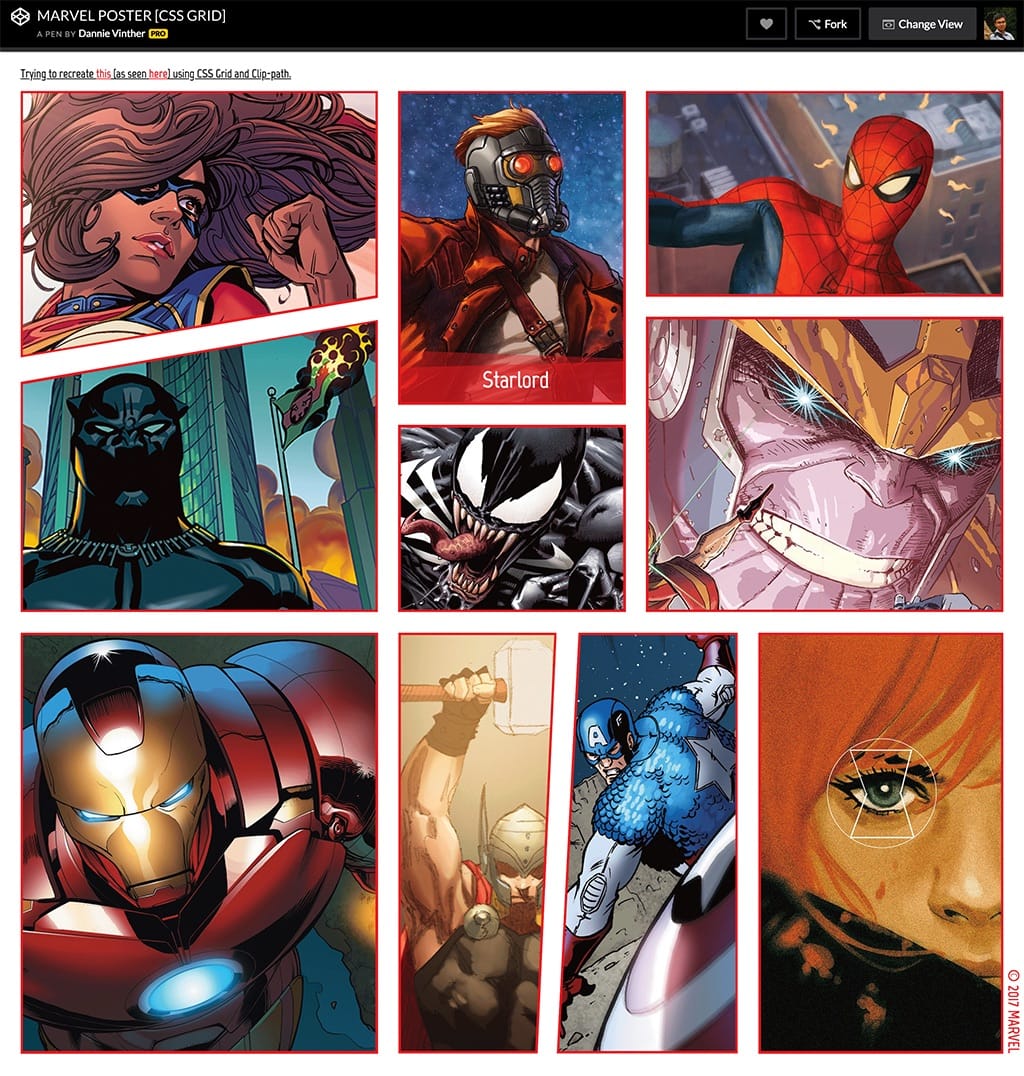 MARVEL POSTER [CSS GRID]
A PEN BY Dannie Vinther PRO
Fork
Change View
Trying to recreate this (as seen here) using CSS Grid and Clip-path.
Starlord
A
© 2017 MARVEL